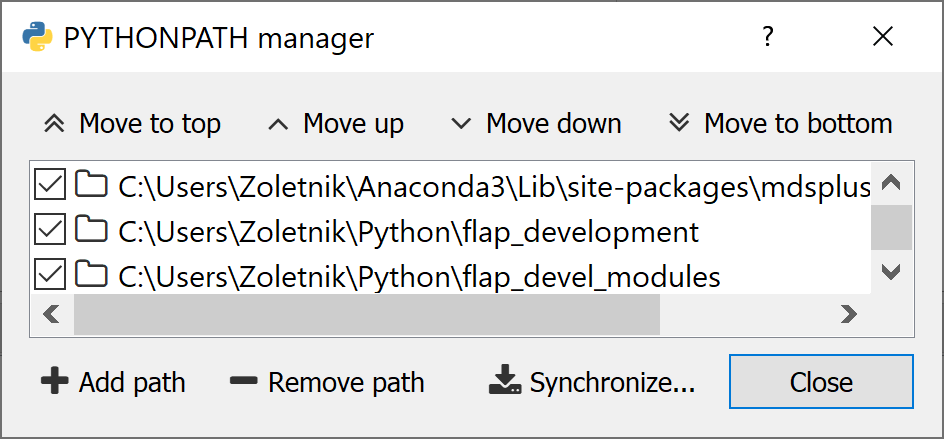 PYTHONPATH manager ?
Move to top Move up Move down Move to bottom
C:\Users\Zoletnik\Anaconda3\Lib\site-packages\mdsplus
C:\Users\Zoletnik\Python\flap_development
C:\Users\Zoletnik\Python\flap_devel_modules
Add path Remove path Synchronize... Close